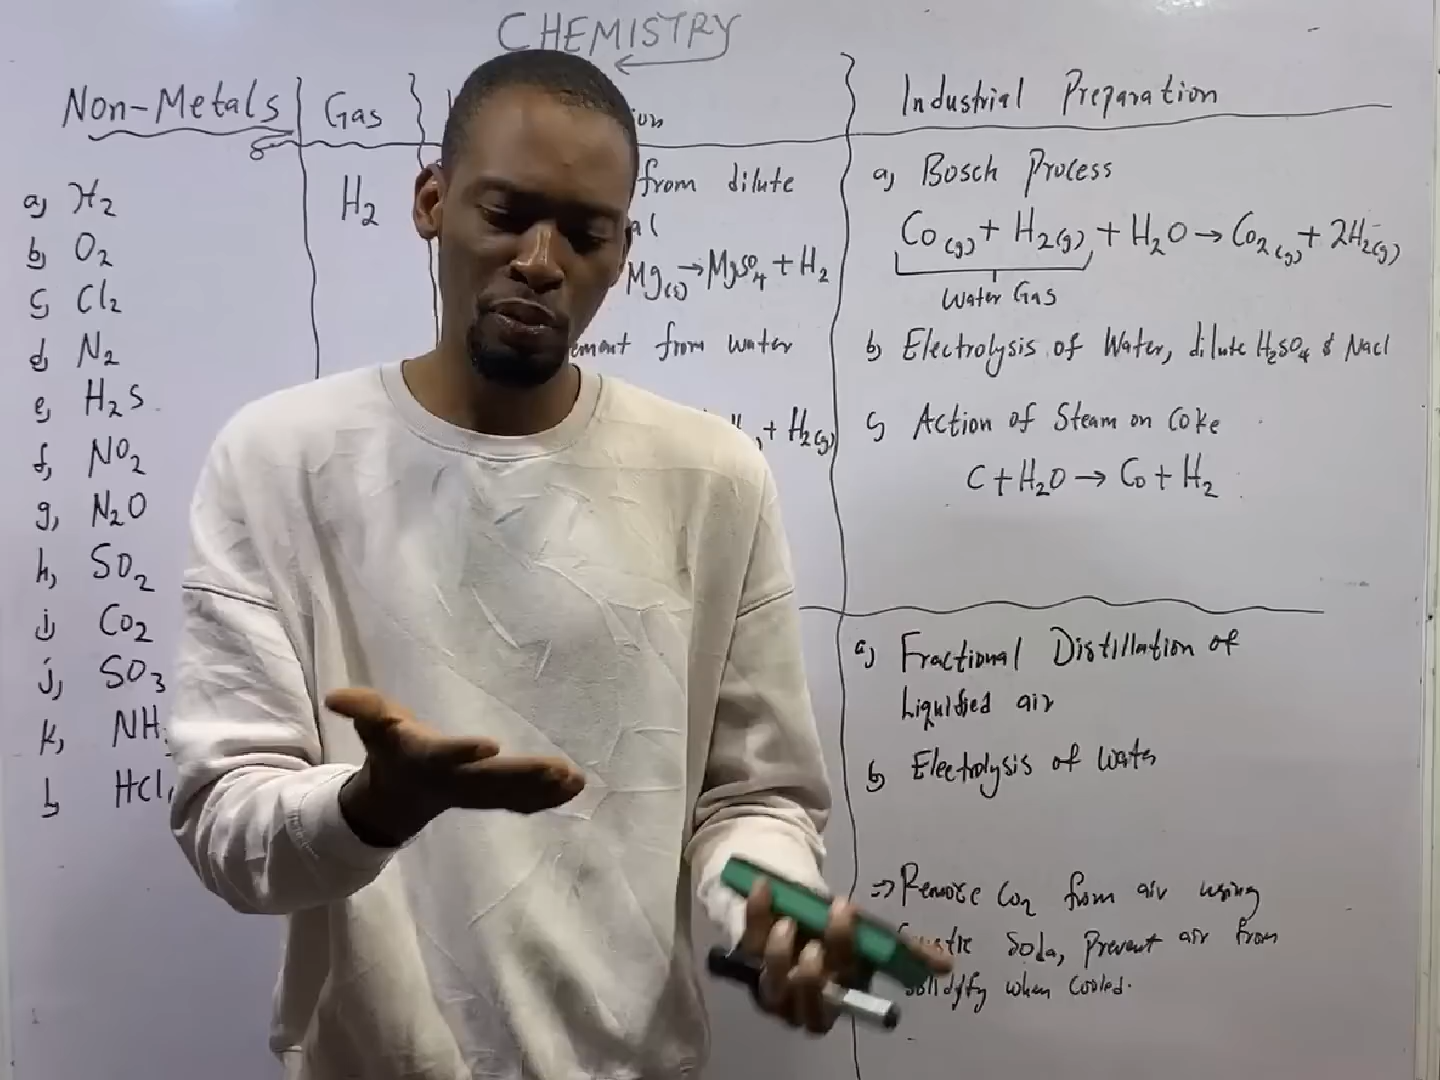 CHEMISTRY
Non-Metals
Gas
Industrial Preparation
a) H2
b) O2
c) Cl2
d) N2
e) H2S
f) NO2
g) N2O
h) SO2
i) CO2
j) SO3
k) NH
l) HCl
H2
from dilute
Mg(s) → MgSO4 + H2
from water
+ H2(g)
a) Bosch Process
CO(g) + H2(g) + H2O → CO2(g) + 2H2(g)
Water Gas
b) Electrolysis of Water, dilute H2SO4 & Nacl
c) Action of Steam on Coke
C + H2O → CO + H2
a) Fractional Distillation of
Liquified air
b) Electrolysis of Water
⇒ Remove CO2 from air using
Soda, Prevent air from
solidify when cooled.